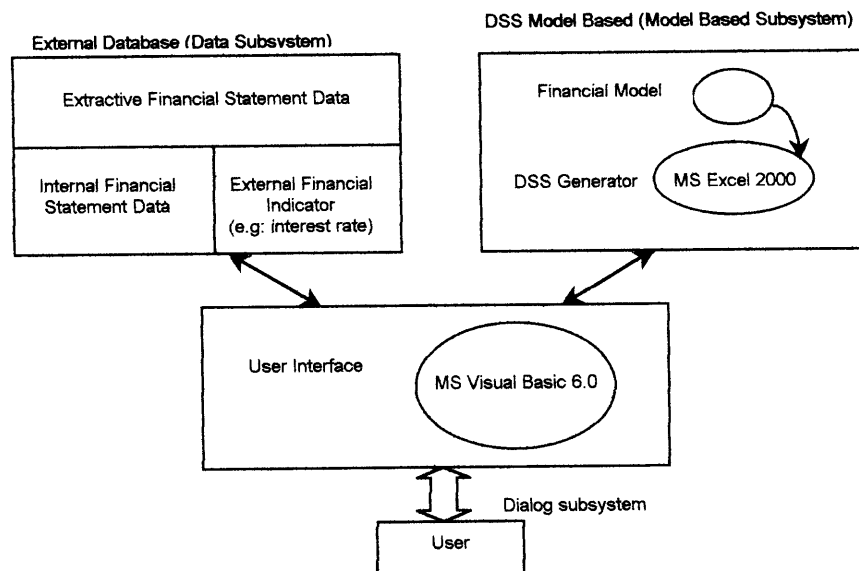 External Database (Data Subsystem)
Extractive Financial Statement Data
Internal Financial
Statement Data
External Financial
Indicator
(e.g: interest rate)
DSS Model Based (Model Based Subsystem)
Financial Model
DSS Generator
MS Excel 2000
User Interface
MS Visual Basic 6.0
Dialog subsystem
User